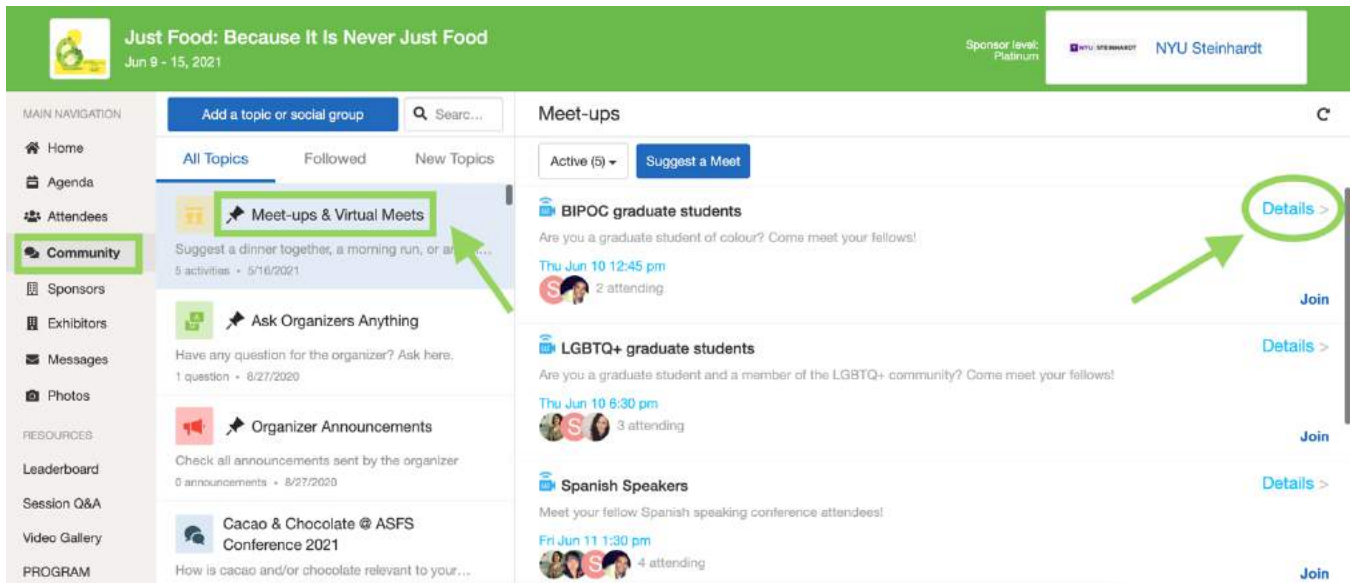 Just Food: Because It Is Never Just Food
Jun 9 - 15, 2021
Sponsor level:
Platinum
NYU STEINHARDT
NYU Steinhardt
MAIN NAVIGATION
Home
Agenda
Attendees
Community
Sponsors
Exhibitors
Messages
Photos
RESOURCES
Leaderboard
Session Q&A
Video Gallery
PROGRAM
Add a topic or social group
Searc...
All Topics
Followed
New Topics
Meet-ups & Virtual Meets
Suggest a dinner together, a morning run, or
5 activities • 5/16/2021
Ask Organizers Anything
Have any question for the organizer? Ask here.
1 question • 8/27/2020
Organizer Announcements
Check all announcements sent by the organizer
0 announcements • 8/27/2020
Cacao & Chocolate @ ASFS
Conference 2021
How is cacao and/or chocolate relevant to your...
Meet-ups
Active (5)
Suggest a Meet
BIPOC graduate students
Details >
Are you a graduate student of colour? Come meet your fellows!
Thu Jun 10 12:45 pm
S
2 attending
Join
LGBTQ+ graduate students
Details >
Are you a graduate student and a member of the LGBTQ+ community? Come meet your fellows!
Thu Jun 10 6:30 pm
S
3 attending
Join
Spanish Speakers
Details >
Meet your fellow Spanish speaking conference attendees!
Fri Jun 11 1:30 pm
S
4 attending
Join